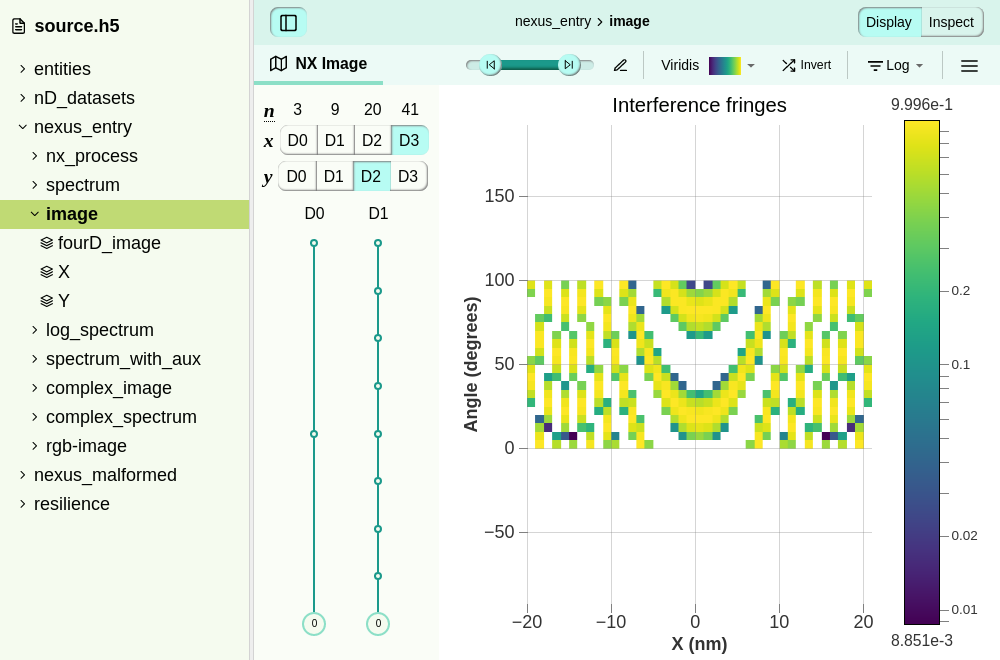 source.h5
entities
nD_datasets
nexus_entry
nx_process
spectrum
image
fourD_image
X
Y
log_spectrum
spectrum_with_aux
complex_image
complex_spectrum
rgb-image
nexus_malformed
resilience
nexus_entry > image
Display Inspect
NX Image
Viridis
Invert
Log
n 3 9 20 41
x D0 D1 D2 D3
y D0 D1 D2 D3
D0 D1
0 0
Interference fringes
150
100
50
0
−50
Angle (degrees)
−20 −10 0 10 20
X (nm)
9.996e-1
0.2
0.1
0.02
0.01
8.851e-3